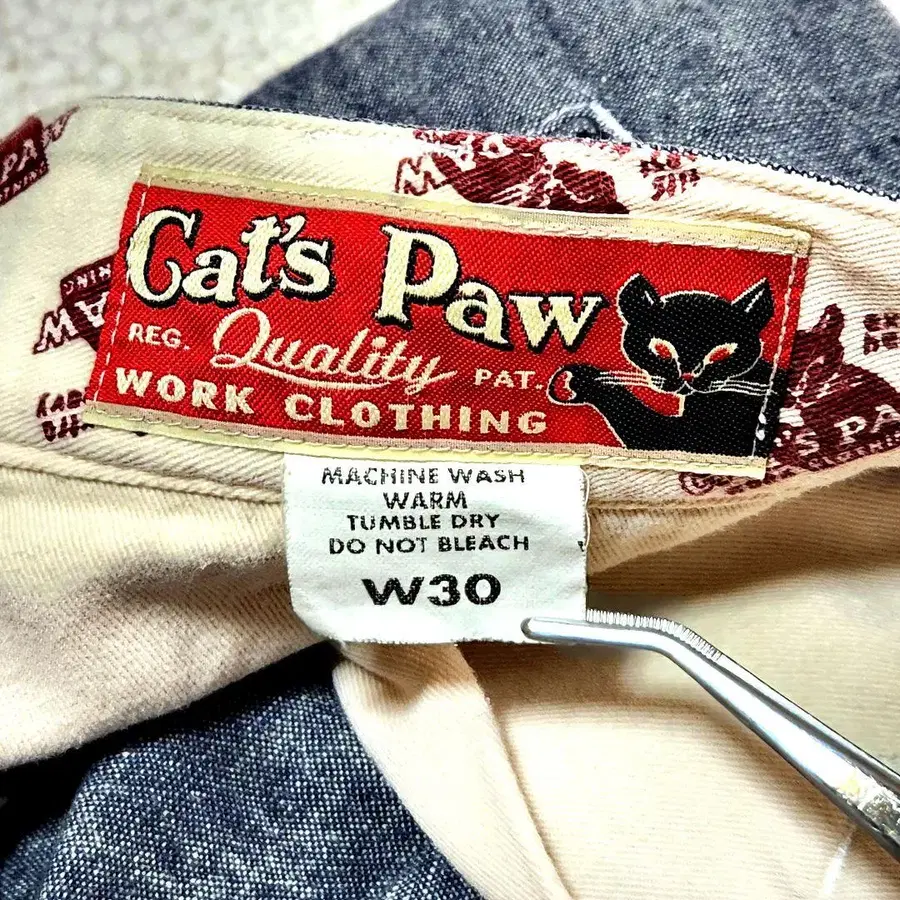 Cat's Paw
REG. Quality PAT.
WORK CLOTHING
MACHINE WASH
WARM
TUMBLE DRY
DO NOT BLEACH
W30